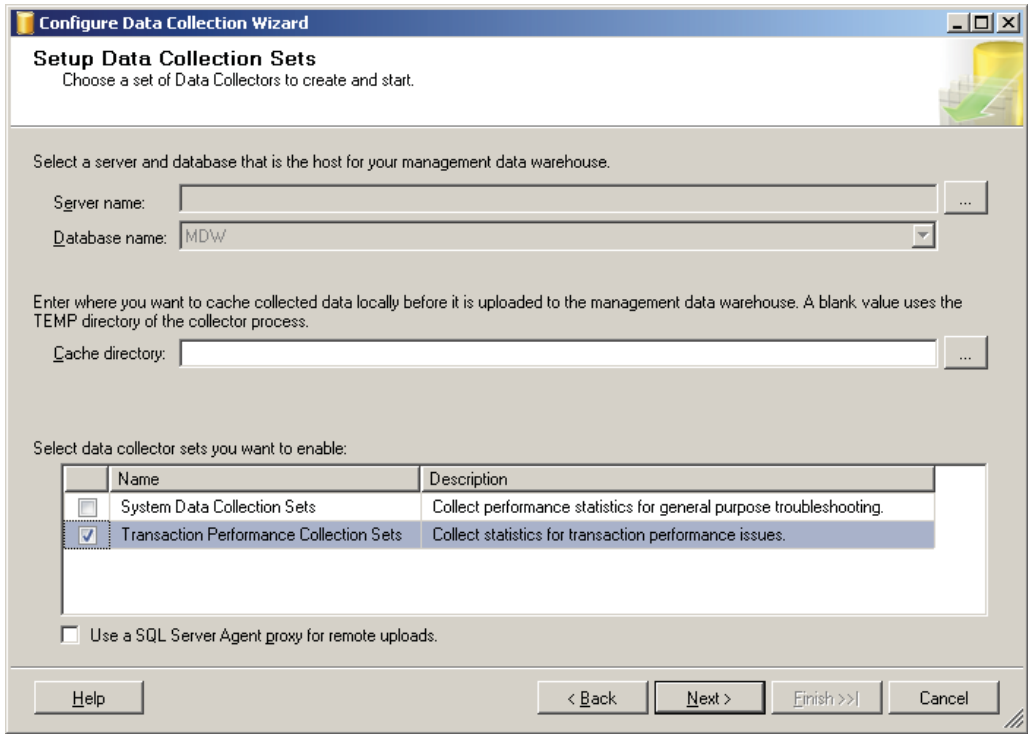 Configure Data Collection Wizard
Setup Data Collection Sets
Choose a set of Data Collectors to create and start.
Select a server and database that is the host for your management data warehouse.
Server name:
...
Database name:
MDW
Enter where you want to cache collected data locally before it is uploaded to the management data warehouse. A blank value uses the
TEMP directory of the collector process.
Cache directory:
...
Select data collector sets you want to enable:
Name Description
System Data Collection Sets Collect performance statistics for general purpose troubleshooting.
Transaction Performance Collection Sets Collect statistics for transaction performance issues.
Use a SQL Server Agent proxy for remote uploads.
Help < Back Next > Finish >>| Cancel